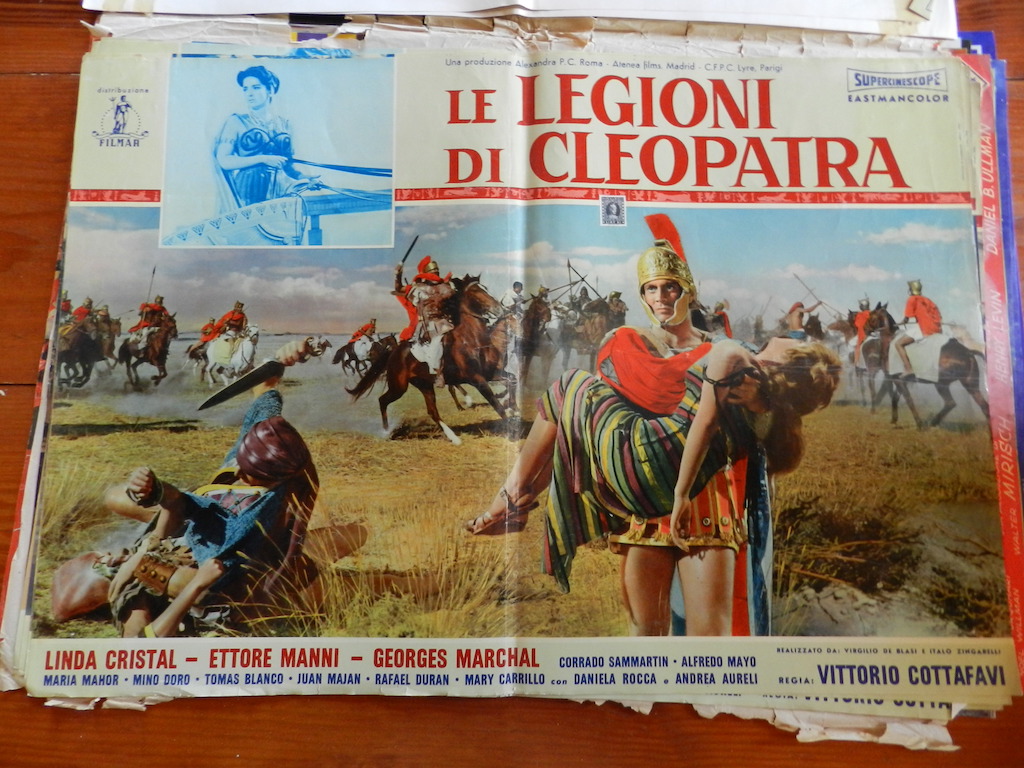 Una produzione Alexandra P.C. Roma - Atenea films, Madrid - C.F.P.C. Lyre, Parigi
distribuzione
FILMAR
LE LEGIONI
DI CLEOPATRA
SUPERCINESCOPE
EASTMANCOLOR
LINDA CRISTAL - ETTORE MANNI - GEORGES MARCHAL
CORRADO SAMMARTIN · ALFREDO MAYO
MARIA MAHOR · MINO DORO · TOMAS BLANCO · JUAN MAJAN · RAFAEL DURAN · MARY CARRILLO con DANIELA ROCCA e ANDREA AURELI
REALIZZATO DA: VIRGILIO DE BLASI E ITALO ZINGARELLI
REGIA: VITTORIO COTTAFAVI
DANIEL B. ULLMAN
LEVIN
WALTER MIRISCH